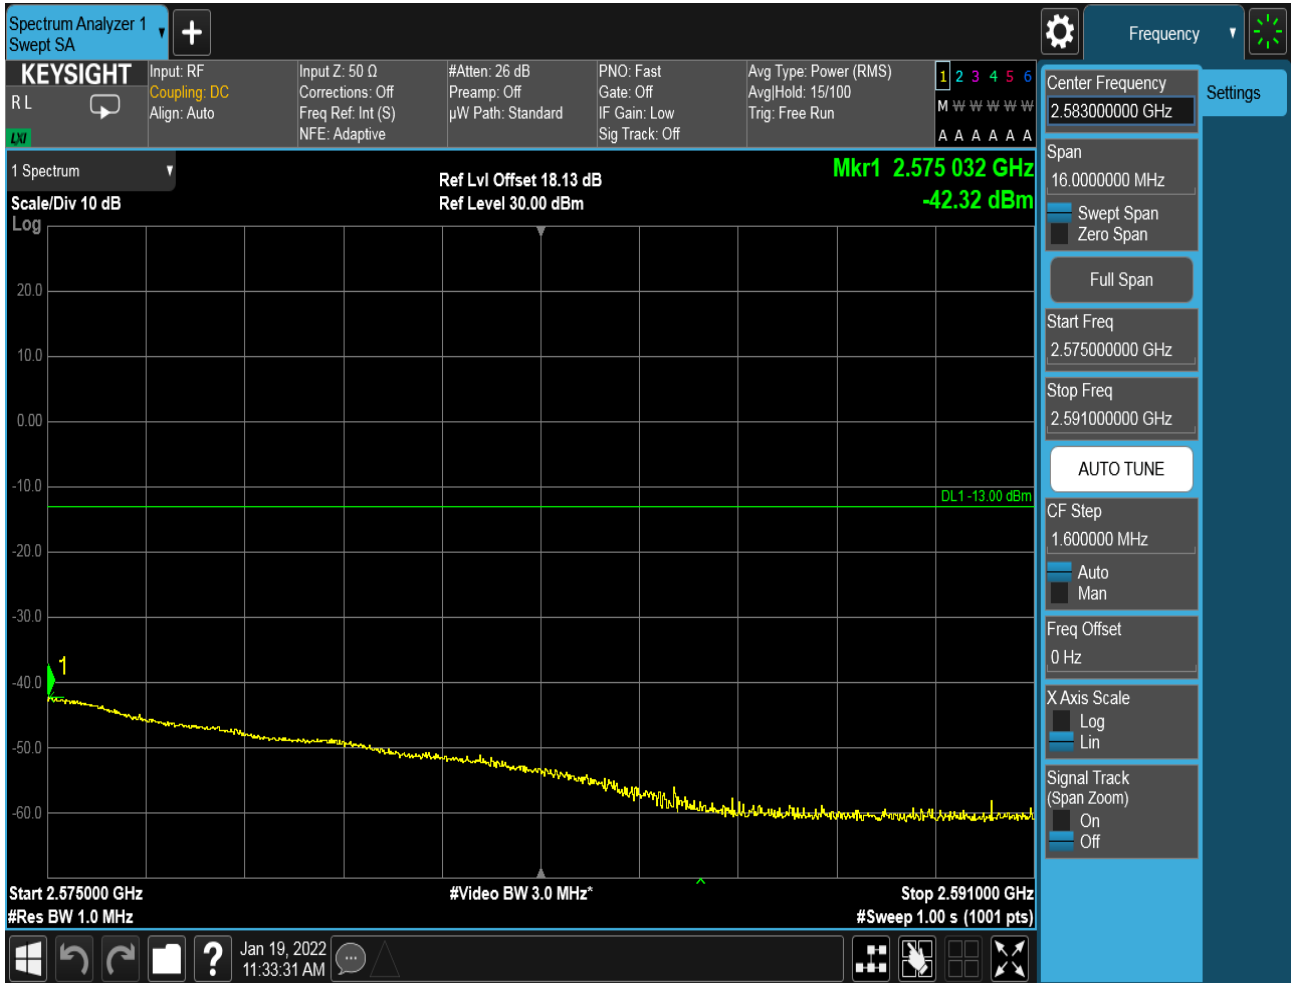 Spectrum Analyzer 1
Swept SA
Frequency
KEYSIGHT
R L
LXI
Input: RF
Coupling: DC
Align: Auto
Input Z: 50 Ω
Corrections: Off
Freq Ref: Int (S)
NFE: Adaptive
#Atten: 26 dB
Preamp: Off
µW Path: Standard
PNO: Fast
Gate: Off
IF Gain: Low
Sig Track: Off
Avg Type: Power (RMS)
Avg|Hold: 15/100
Trig: Free Run
1 2 3 4 5 6
M W W W W W
A A A A A A
1 Spectrum
Scale/Div 10 dB
Log
Ref Lvl Offset 18.13 dB
Ref Level 30.00 dBm
Mkr1 2.575 032 GHz
-42.32 dBm
20.0
10.0
0.00
-10.0
-20.0
-30.0
-40.0
-50.0
-60.0
DL1 -13.00 dBm
1
Start 2.575000 GHz
#Res BW 1.0 MHz
#Video BW 3.0 MHz*
Stop 2.591000 GHz
#Sweep 1.00 s (1001 pts)
Center Frequency
2.583000000 GHz
Settings
Span
16.0000000 MHz
Swept Span
Zero Span
Full Span
Start Freq
2.575000000 GHz
Stop Freq
2.591000000 GHz
AUTO TUNE
CF Step
1.600000 MHz
Auto
Man
Freq Offset
0 Hz
X Axis Scale
Log
Lin
Signal Track
(Span Zoom)
On
Off
?
Jan 19, 2022
11:33:31 AM